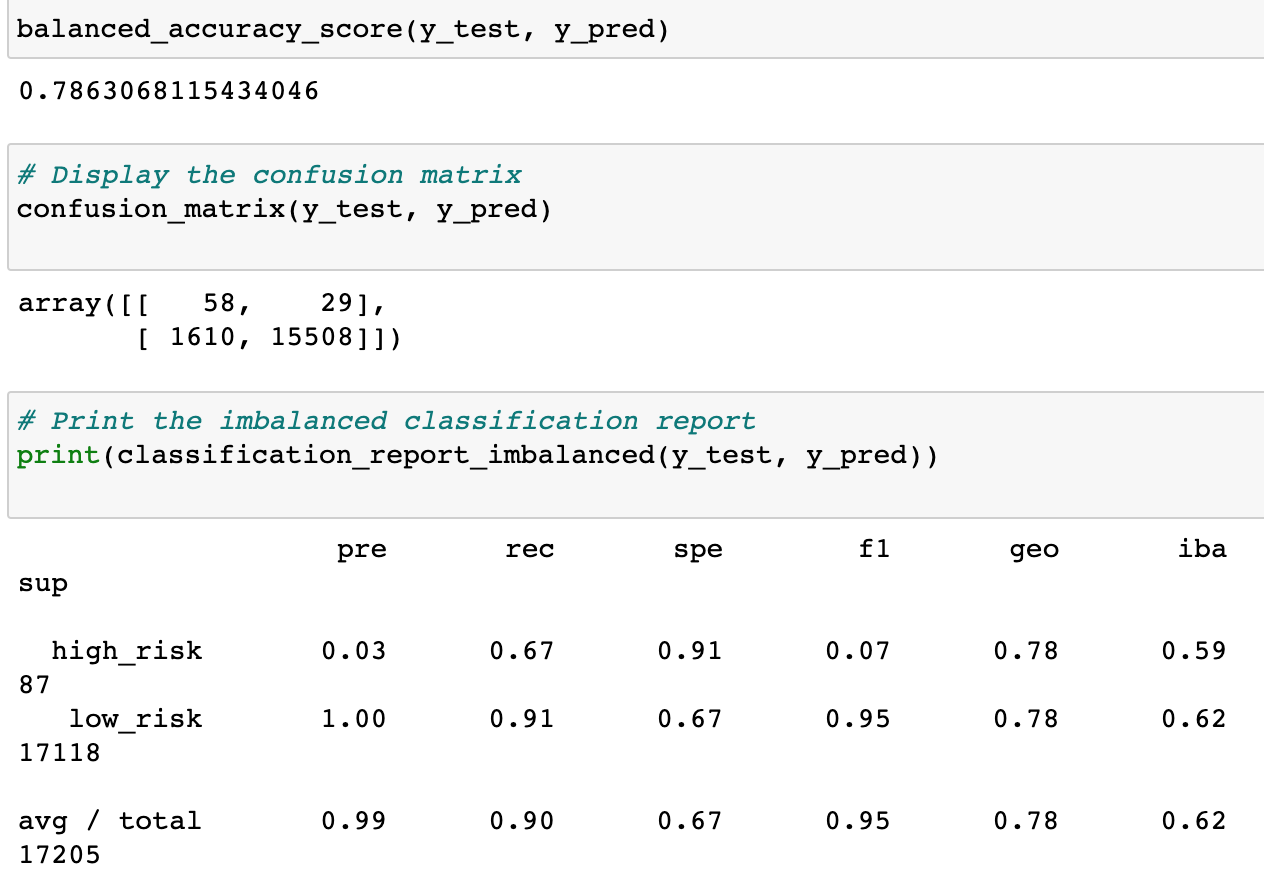 balanced_accuracy_score(y_test, y_pred)
0.7863068115434046
# Display the confusion matrix
confusion_matrix(y_test, y_pred)
array([[   58,    29],
       [ 1610, 15508]])
# Print the imbalanced classification report
print(classification_report_imbalanced(y_test, y_pred))
                   pre       rec       spe        f1       geo       iba
sup
  high_risk       0.03      0.67      0.91      0.07      0.78      0.59
87
   low_risk       1.00      0.91      0.67      0.95      0.78      0.62
17118
avg / total       0.99      0.90      0.67      0.95      0.78      0.62
17205